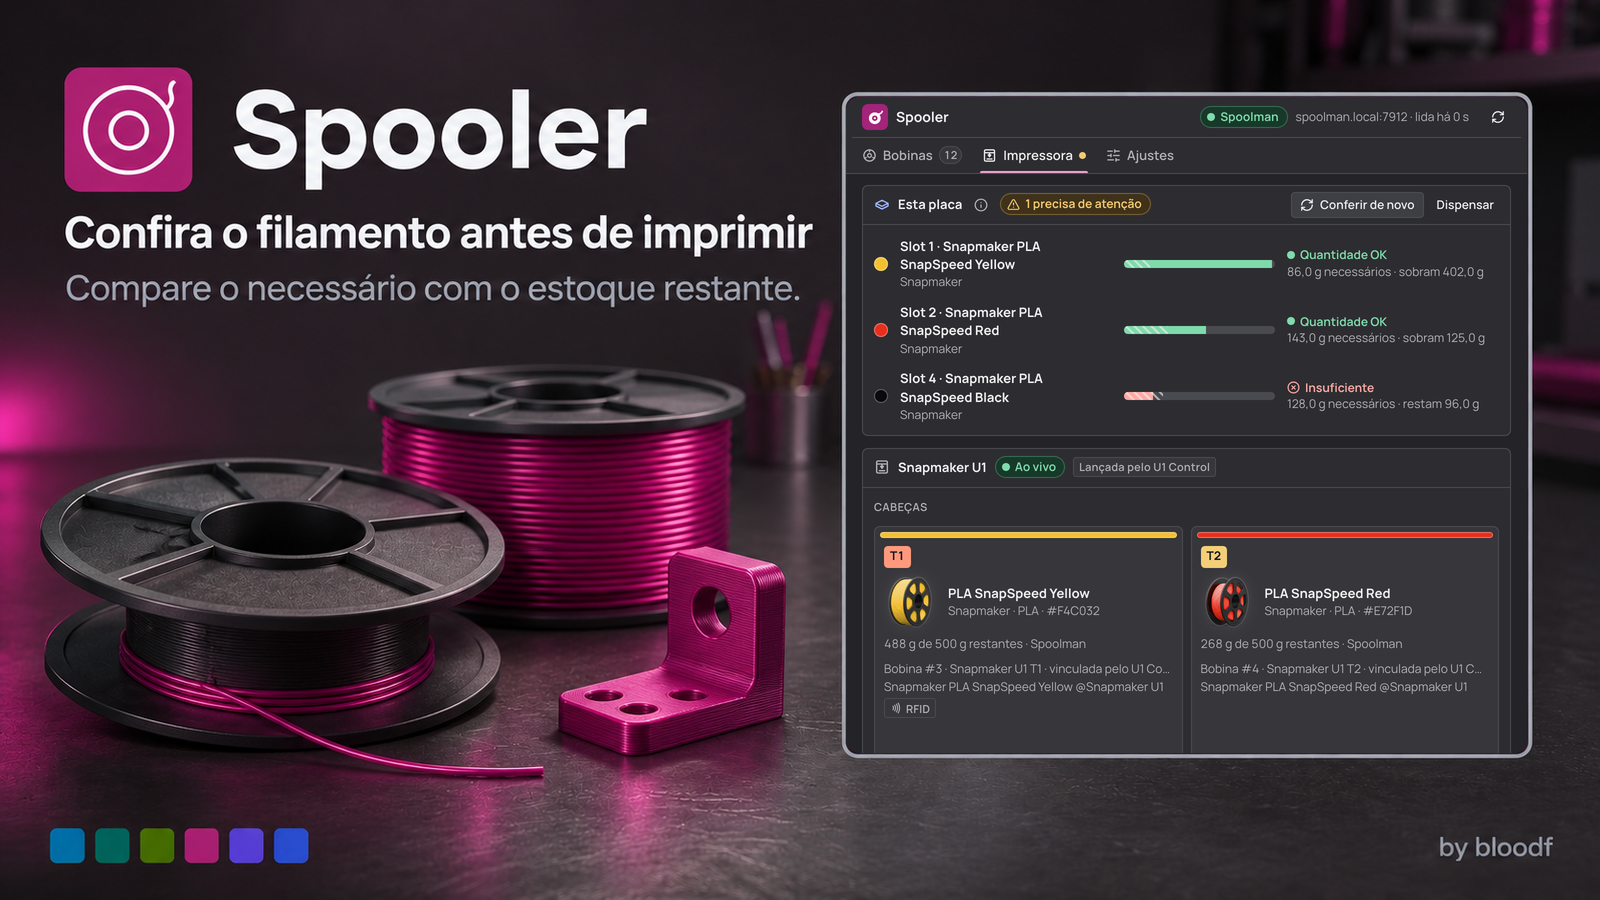 Spooler
Confira o filamento antes de imprimir
Compare o necessário com o estoque restante.
Spooler
Spoolman
spoolman.local:7912 · lida há 0 s
Bobinas 12
Impressora
Ajustes
Esta placa
1 precisa de atenção
Conferir de novo
Dispensar
Slot 1 · Snapmaker PLA
SnapSpeed Yellow
Snapmaker
Quantidade OK
86,0 g necessários · sobram 402,0 g
Slot 2 · Snapmaker PLA
SnapSpeed Red
Snapmaker
Quantidade OK
143,0 g necessários · sobram 125,0 g
Slot 4 · Snapmaker PLA
SnapSpeed Black
Snapmaker
Insuficiente
128,0 g necessários · restam 96,0 g
Snapmaker U1
Ao vivo
Lançada pelo U1 Control
CABEÇAS
T1
PLA SnapSpeed Yellow
Snapmaker · PLA · #F4C032
488 g de 500 g restantes · Spoolman
Bobina #3 · Snapmaker U1 T1 · vinculada pelo U1 Co...
Snapmaker PLA SnapSpeed Yellow @Snapmaker U1
RFID
T2
PLA SnapSpeed Red
Snapmaker · PLA · #E72F1D
268 g de 500 g restantes · Spoolman
Bobina #4 · Snapmaker U1 T2 · vinculada pelo U1 C...
Snapmaker PLA SnapSpeed Red @Snapmaker U1
by bloodf